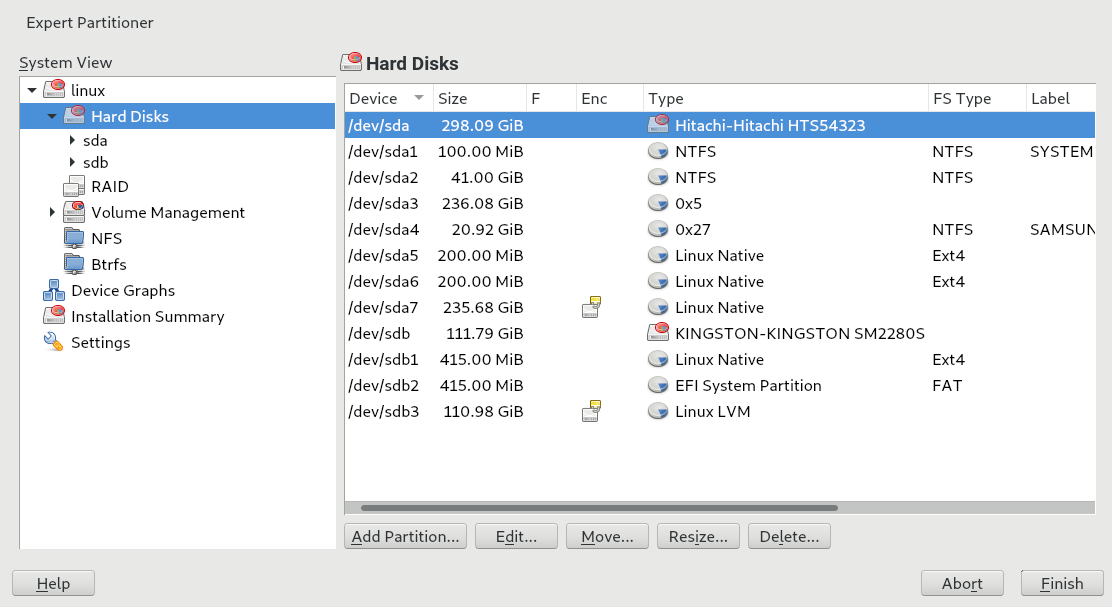 Expert Partitioner
System View
linux
Hard Disks
sda
sdb
RAID
Volume Management
NFS
Btrfs
Device Graphs
Installation Summary
Settings
Hard Disks
Device Size F Enc Type FS Type Label
/dev/sda 298.09 GiB Hitachi-Hitachi HTS54323
/dev/sda1 100.00 MiB NTFS NTFS SYSTEM
/dev/sda2 41.00 GiB NTFS NTFS
/dev/sda3 236.08 GiB 0x5
/dev/sda4 20.92 GiB 0x27 NTFS SAMSUN
/dev/sda5 200.00 MiB Linux Native Ext4
/dev/sda6 200.00 MiB Linux Native Ext4
/dev/sda7 235.68 GiB Linux Native
/dev/sdb 111.79 GiB KINGSTON-KINGSTON SM2280S
/dev/sdb1 415.00 MiB Linux Native Ext4
/dev/sdb2 415.00 MiB EFI System Partition FAT
/dev/sdb3 110.98 GiB Linux LVM
Add Partition... Edit... Move... Resize... Delete...
Help Abort Finish